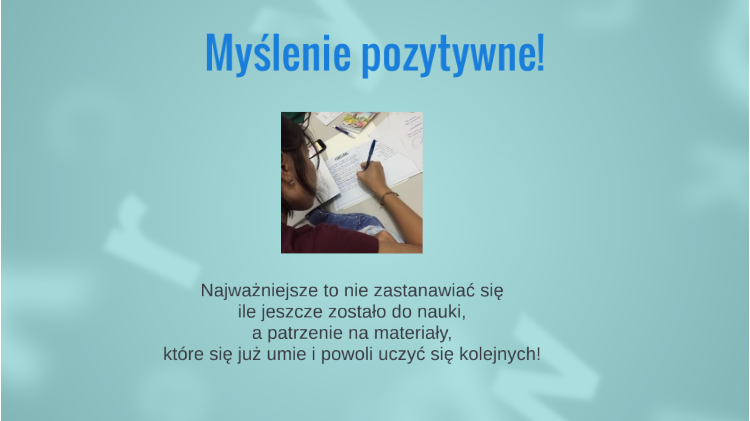 Myślenie pozytywne!
Najważniejsze to nie zastanawiać się
ile jeszcze zostało do nauki,
a patrzenie na materiały,
które się już umie i powoli uczyć się kolejnych!